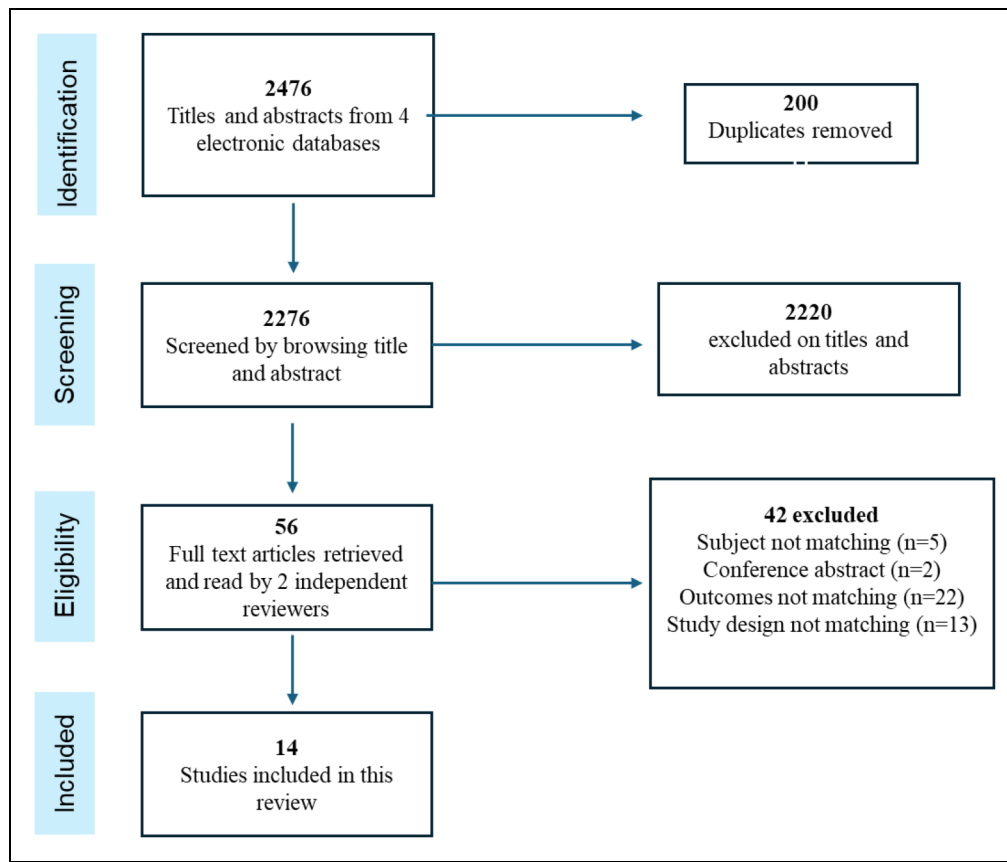 Identification
2476
Titles and abstracts from 4
electronic databases
200
Duplicates removed
Screening
2276
Screened by browsing title
and abstract
2220
excluded on titles and
abstracts
Eligibility
56
Full text articles retrieved
and read by 2 independent
reviewers
42 excluded
Subject not matching (n=5)
Conference abstract (n=2)
Outcomes not matching (n=22)
Study design not matching (n=13)
Included
14
Studies included in this
review